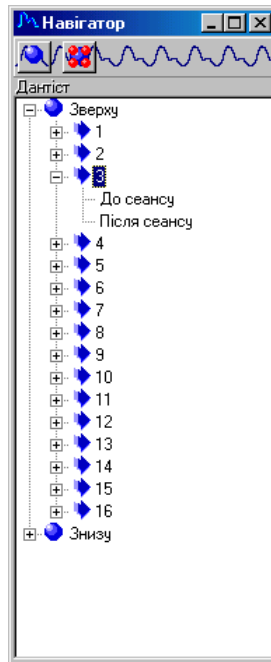 Навігатор
Дантіст
Зверху
1
2
3
До сеансу
Після сеансу
4
5
6
7
8
9
10
11
12
13
14
15
16
Знизу